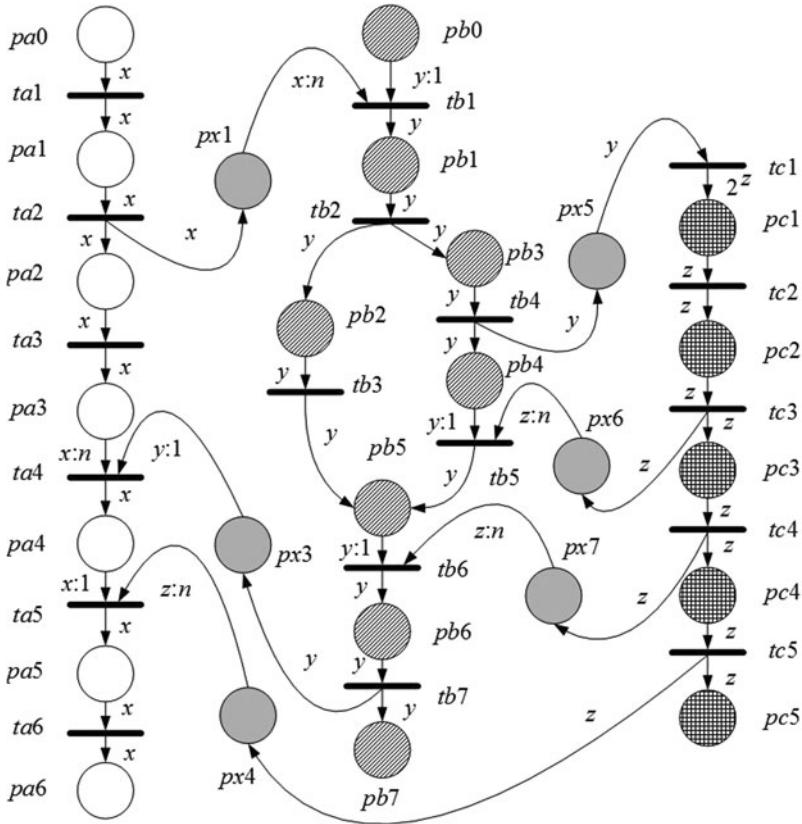 pa0
x
ta1
x
pa1
x
ta2
x
x
pa2
x
ta3
x
pa3
x:n
ta4
x
pa4
x:1
ta5
x
pa5
x
ta6
x
pa6
px1
x:n
y:1
px3
z:n
px4
pb0
y:1
tb1
y
pb1
y
tb2
y
y
pb3
pb2
y
tb4
y
y
y
tb3
pb4
y
y:1
z:n
tb5
y
pb5
y:1
z:n
tb6
y
pb6
y
y
tb7
y
pb7
px5
y
px6
z
px7
z
z
tc1
2z
pc1
z
tc2
z
pc2
z
tc3
z
pc3
z
tc4
z
pc4
z
tc5
z
pc5